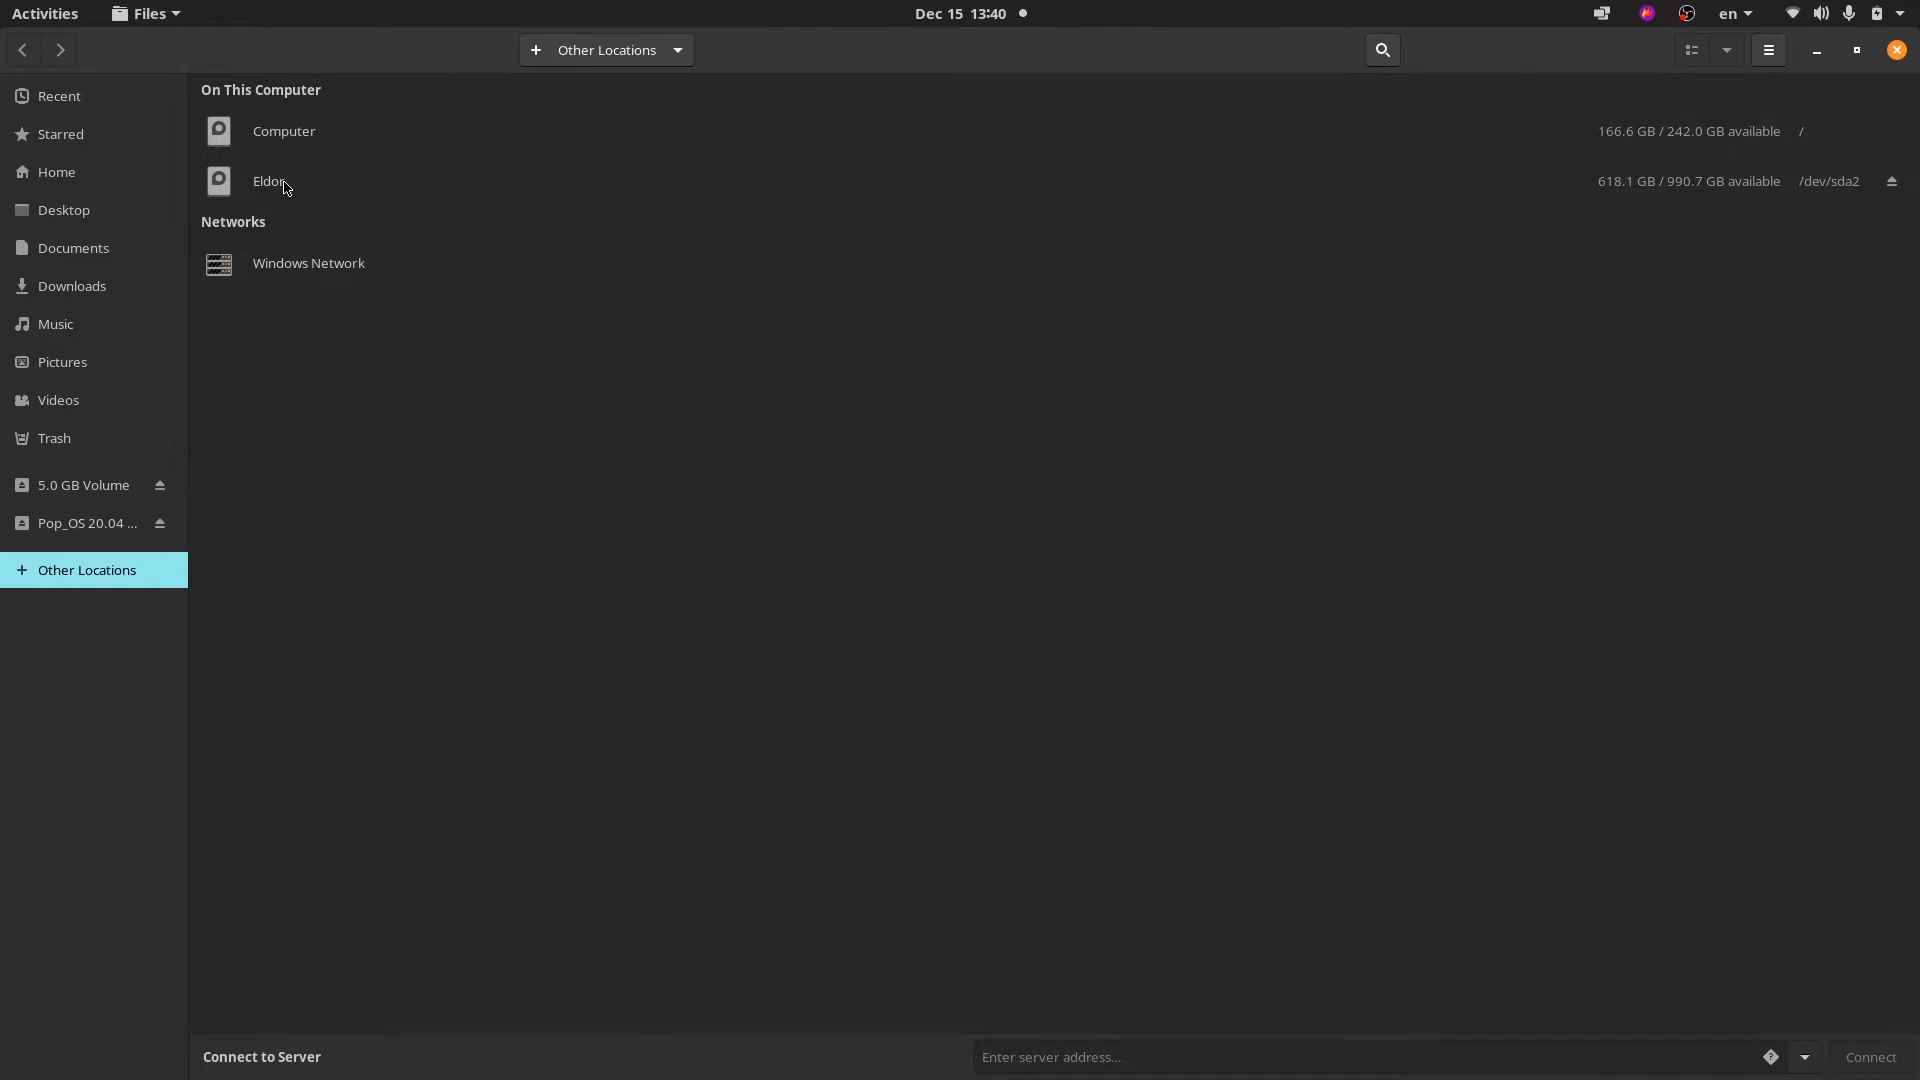 Activities Files Dec 15 13:40 en
Other Locations
Recent
Starred
Home
Desktop
Documents
Downloads
Music
Pictures
Videos
Trash
5.0 GB Volume
Pop_OS 20.04 ...
Other Locations
On This Computer
Computer 166.6 GB / 242.0 GB available /
Eldor 618.1 GB / 990.7 GB available /dev/sda2
Networks
Windows Network
Connect to Server Enter server address... Connect